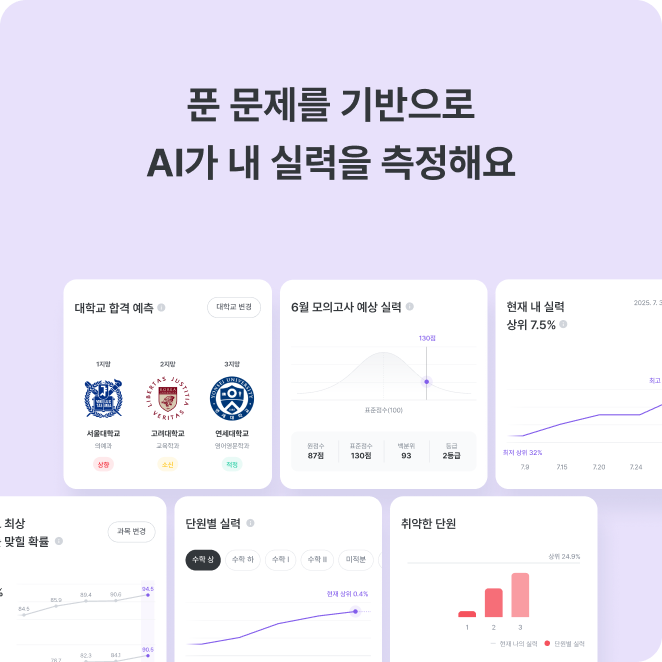 푼 문제를 기반으로
AI가 내 실력을 측정해요
대학교 합격 예측
대학교 변경
1지망
2지망
3지망
서울대학교
고려대학교
연세대학교
의예과
교육학과
영어영문학과
상향
소신
적정
6월 모의고사 예상 실력
130점
표준점수(100)
원점수
표준점수
백분위
등급
87점
130점
93
2등급
현재 내 실력
상위 7.5%
2025. 7. 3
최고
최저 상위 32%
7.9
7.15
7.20
7.24
최상
맞힐 확률
과목 변경
%
84.5
85.9
89.4
90.6
94.5
78.7
82.3
84.1
90.5
단원별 실력
수학 상
수학 하
수학 I
수학 II
미적분
현재 상위 0.4%
취약한 단원
상위 24.9%
1
2
3
현재 나의 실력
단원별 실력